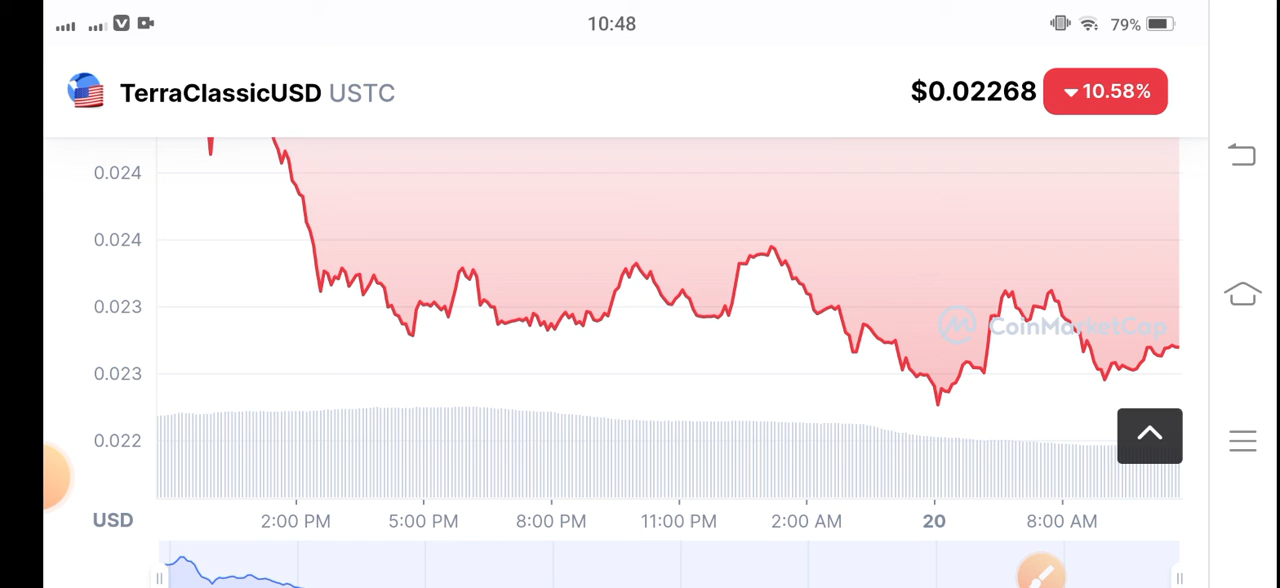 10:48
79%
TerraClassicUSD USTC
$0.02268
10.58%
0.024
0.024
0.023
0.023
0.022
CoinMarketCap
USD
2:00 PM 5:00 PM 8:00 PM 11:00 PM 2:00 AM 20 8:00 AM